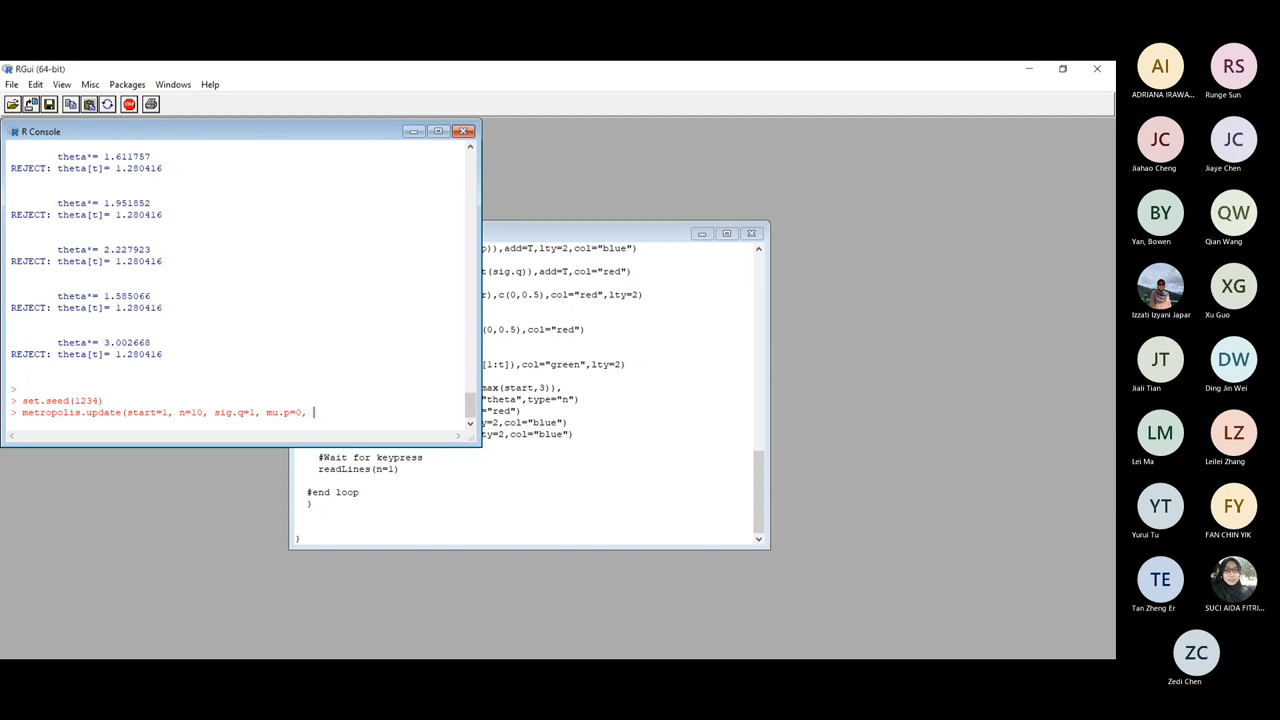 RGui (64-bit)
File Edit View Misc Packages Windows Help
R Console
theta*= 1.611757
REJECT: theta[t]= 1.280416
theta*= 1.951852
REJECT: theta[t]= 1.280416
theta*= 2.227923
REJECT: theta[t]= 1.280416
theta*= 1.585066
REJECT: theta[t]= 1.280416
theta*= 3.002668
REJECT: theta[t]= 1.280416
>
> set.seed(1234)
> metropolis.update(start=1, n=10, sig.q=1, mu.p=0,
)),add=T,lty=2,col="blue")
t(sig.q)),add=T,col="red")
),c(0,0.5),col="red",lty=2)
(0,0.5),col="red")
[1:t]),col="green",lty=2)
max(start,3)),
"theta",type="n")
"red")
y=2,col="blue")
ty=2,col="blue")
#Wait for keypress
readLines(n=1)
#end loop
}
}
AI
ADRIANA IRAWA...
RS
Runge Sun
JC
Jiahao Cheng
JC
Jiaye Chen
BY
Yan, Bowen
QW
Qian Wang
Izzati Izyani Japar
XG
Xu Guo
JT
Jiali Tian
DW
Ding Jin Wei
LM
Lei Ma
LZ
Leilei Zhang
YT
Yurui Tu
FY
FAN CHIN YIK
TE
Tan Zheng Er
SUCI AIDA FITRI...
ZC
Zedi Chen